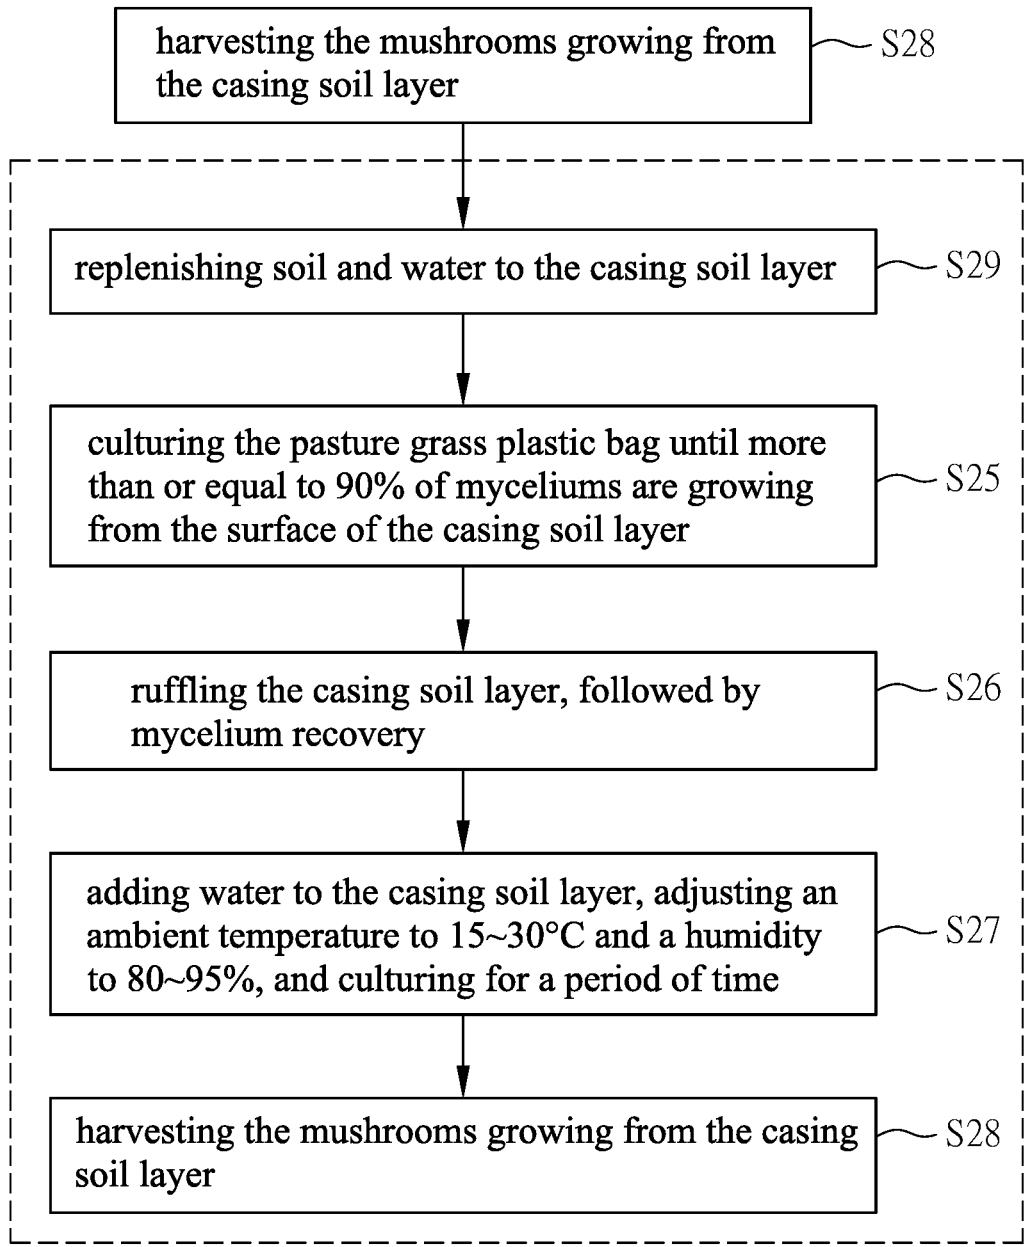 harvesting the mushrooms growing from
the casing soil layer
S28
replenishing soil and water to the casing soil layer
S29
culturing the pasture grass plastic bag until more
than or equal to 90% of myceliums are growing
from the surface of the casing soil layer
S25
ruffling the casing soil layer, followed by
mycelium recovery
S26
adding water to the casing soil layer, adjusting an
ambient temperature to 15~30°C and a humidity
to 80~95%, and culturing for a period of time
S27
harvesting the mushrooms growing from the casing
soil layer
S28